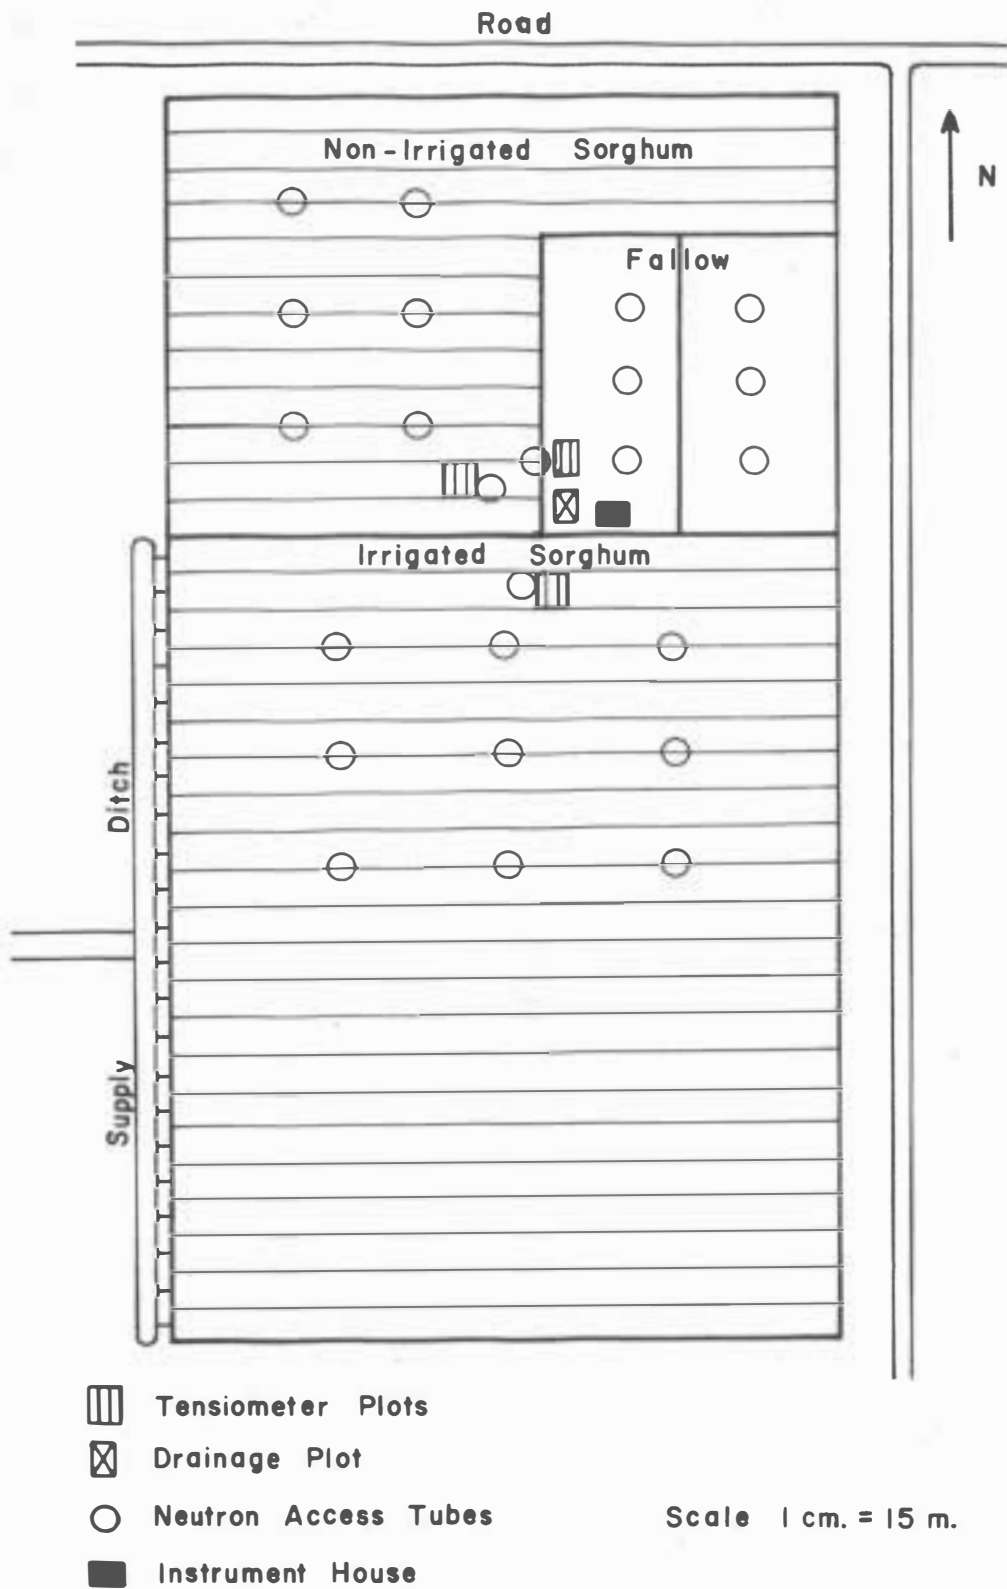 Road
Non-Irrigated Sorghum
N
Fallow
Irrigated Sorghum
Supply Ditch
Tensiometer Plots
Drainage Plot
Neutron Access Tubes
Scale 1 cm. = 15 m.
Instrument House